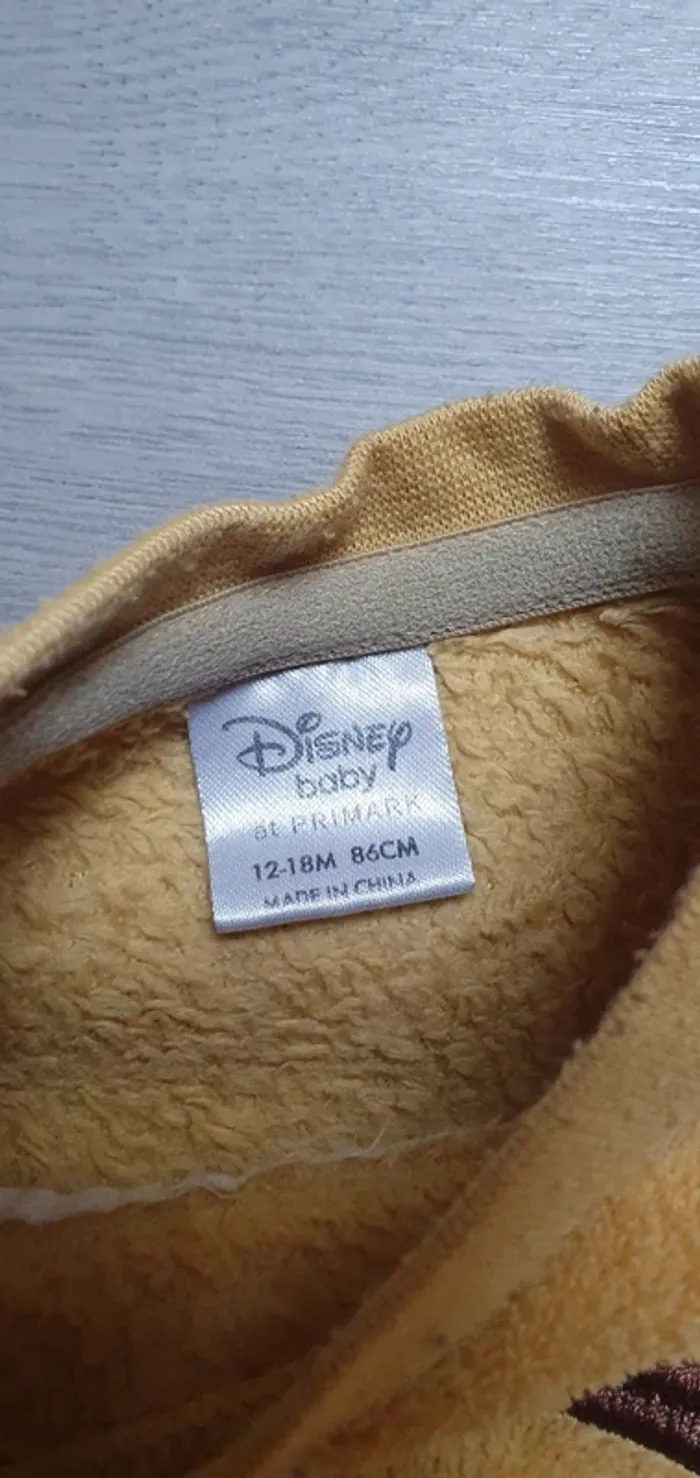 Disney
baby
at PRIMARK
12-18M 86CM
MADE IN CHINA